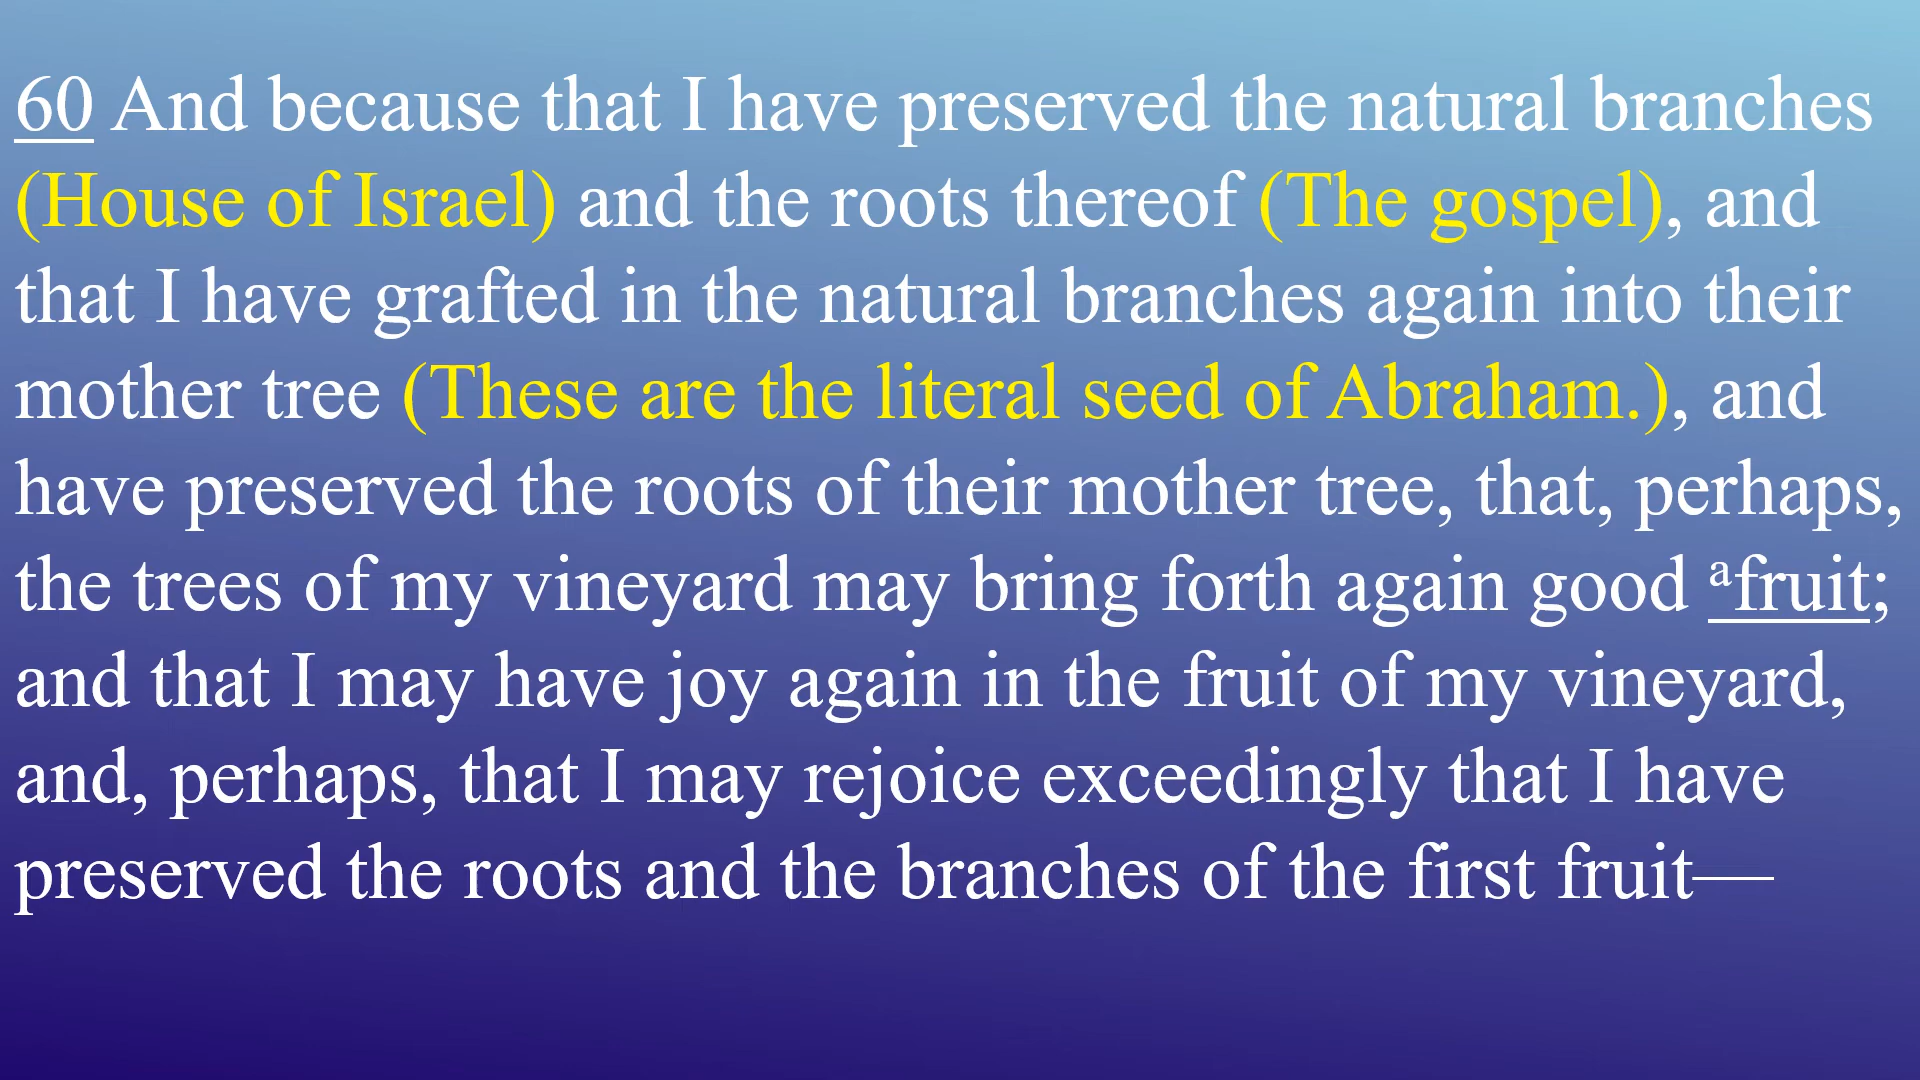 60 And because that I have preserved the natural branches
(House of Israel) and the roots thereof (The gospel), and
that I have grafted in the natural branches again into their
mother tree (These are the literal seed of Abraham.), and
have preserved the roots of their mother tree, that, perhaps,
the trees of my vineyard may bring forth again good ᵃfruit;
and that I may have joy again in the fruit of my vineyard,
and, perhaps, that I may rejoice exceedingly that I have
preserved the roots and the branches of the first fruit—